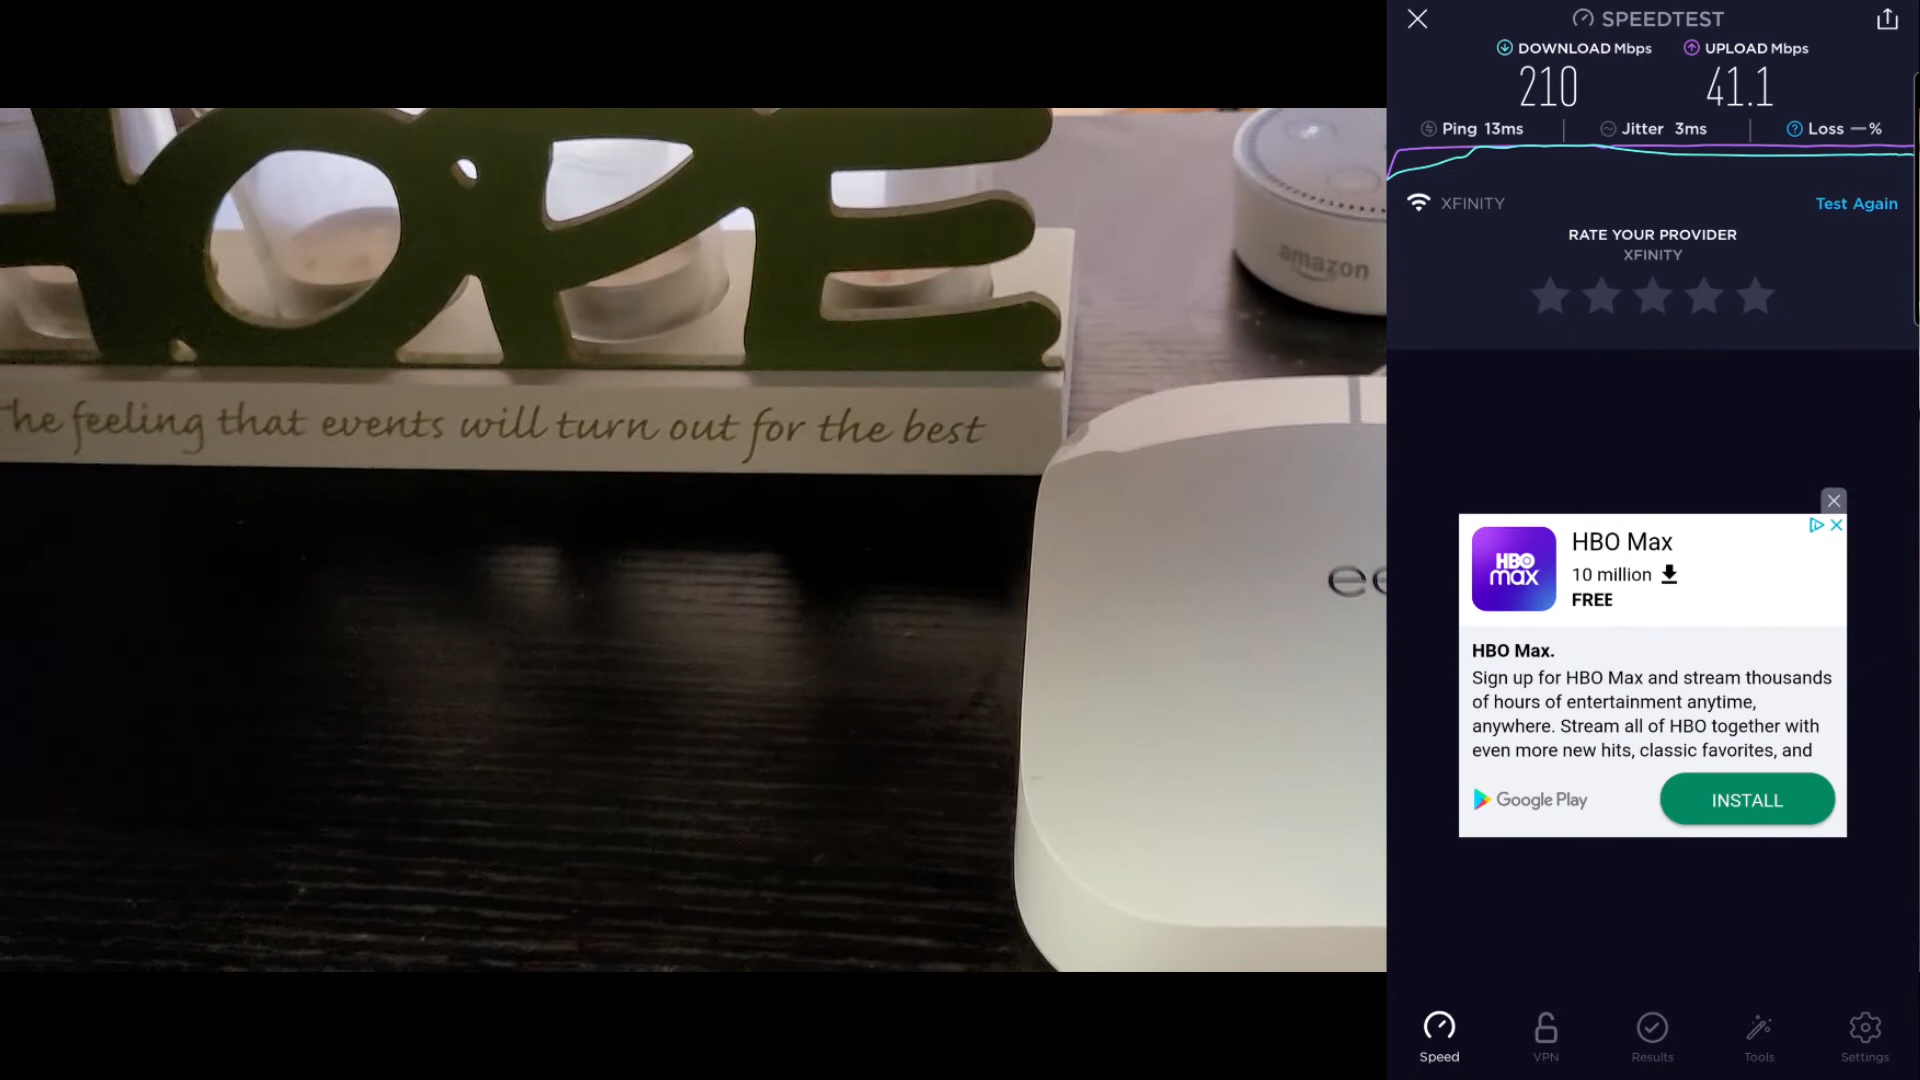 HOPE
The feeling that events will turn out for the best
amazon
SPEEDTEST
DOWNLOAD Mbps
UPLOAD Mbps
210
41.1
Ping 13ms
Jitter 3ms
Loss —%
XFINITY
Test Again
RATE YOUR PROVIDER
XFINITY
HBO Max
HBO
max
10 million
FREE
HBO Max.
Sign up for HBO Max and stream thousands
of hours of entertainment anytime,
anywhere. Stream all of HBO together with
even more new hits, classic favorites, and
Google Play
INSTALL
Speed
VPN
Results
Tools
Settings